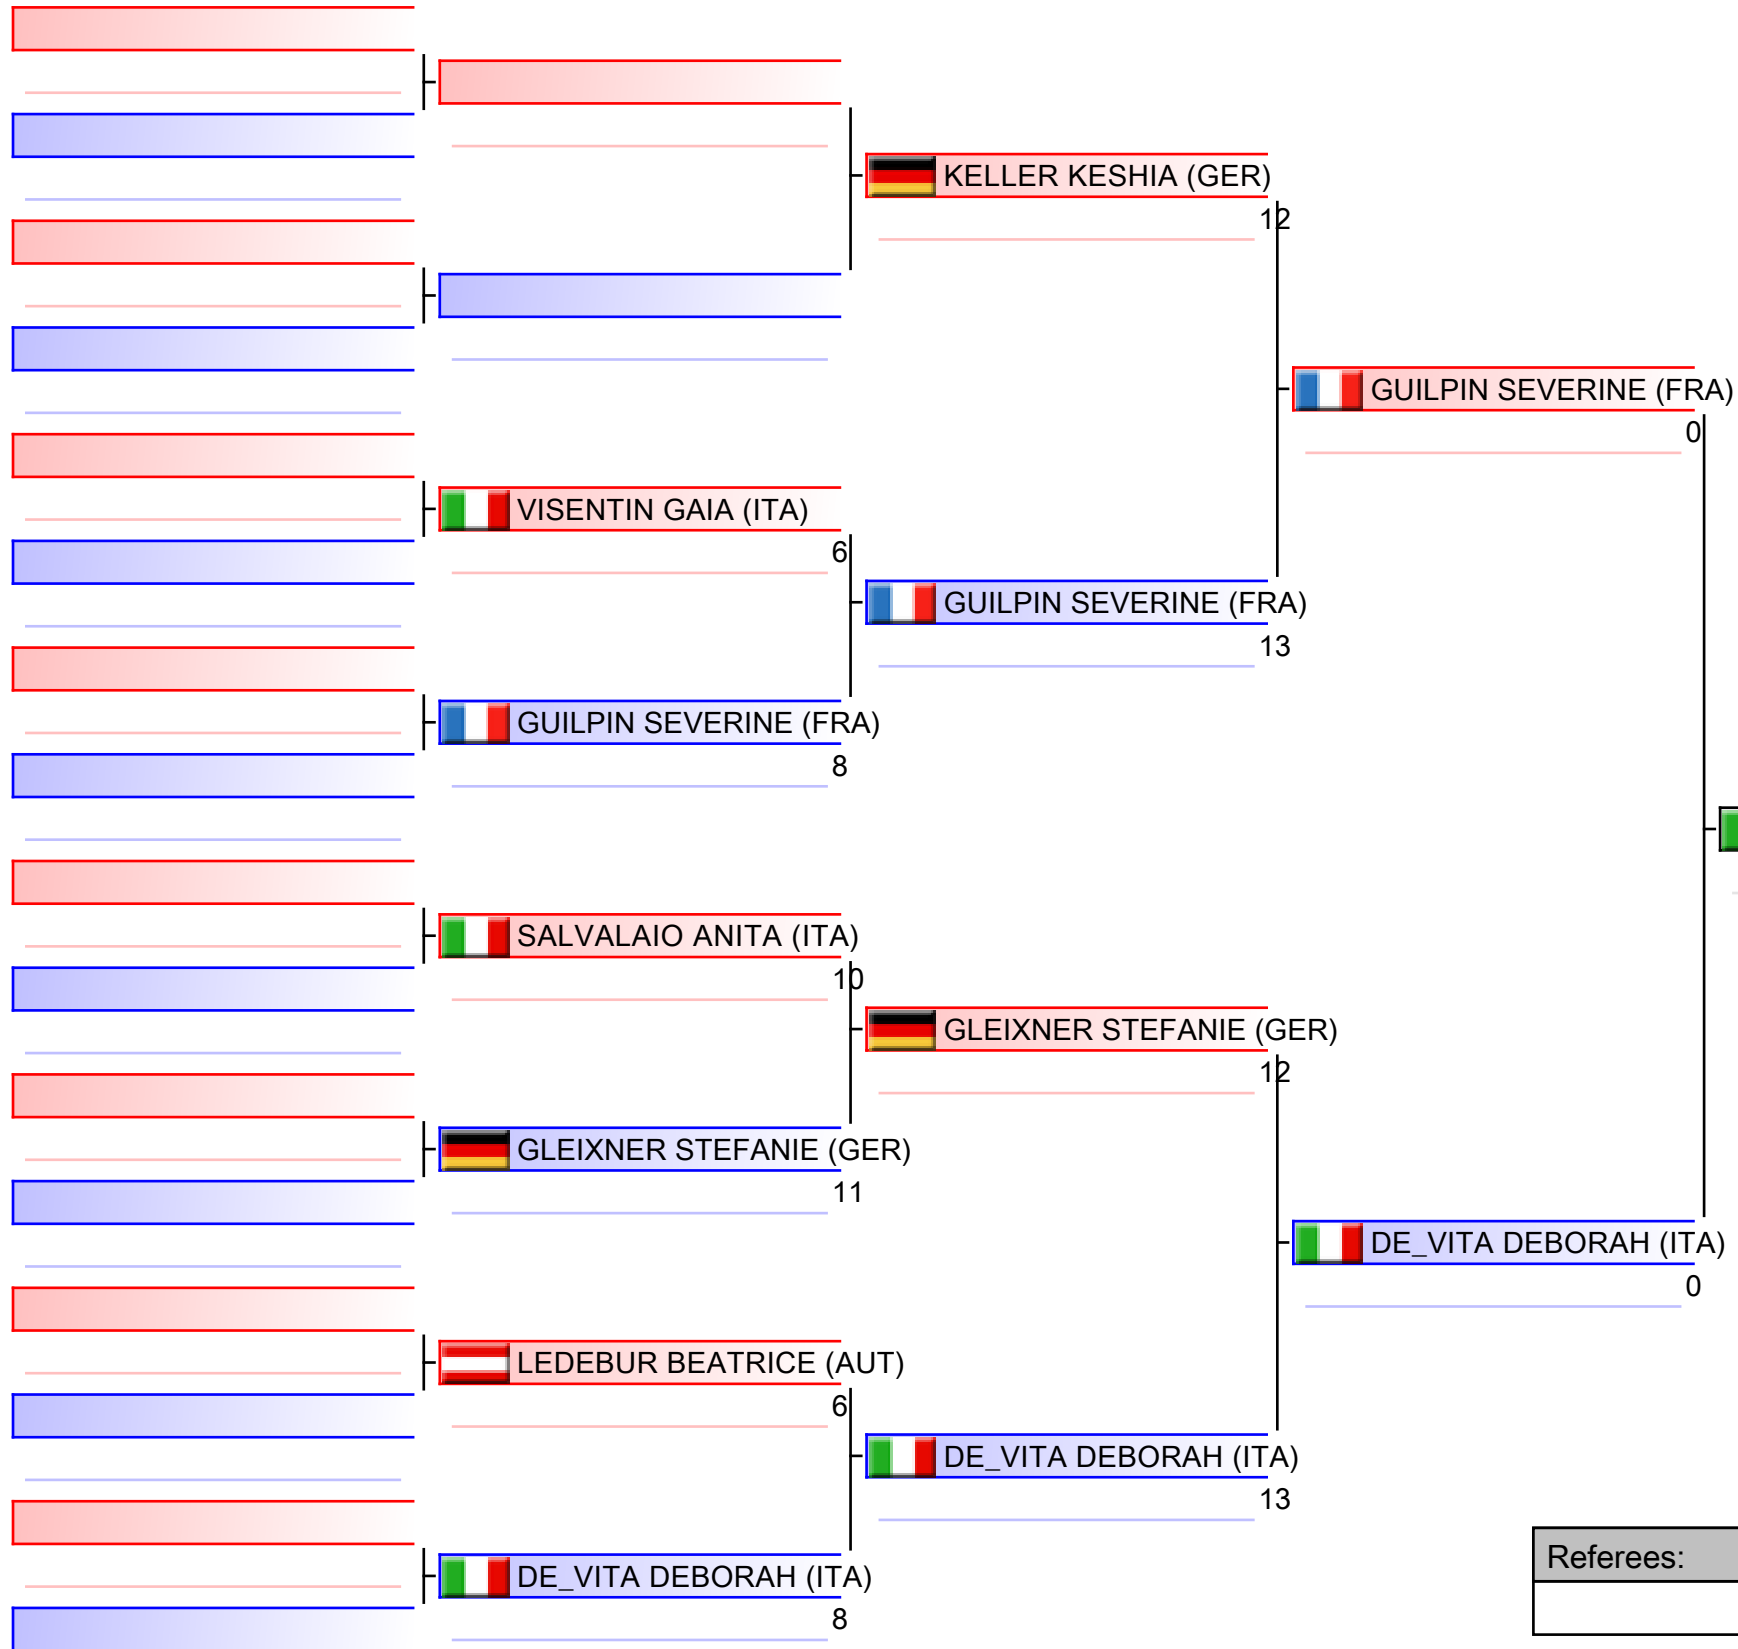 KELLER KESHIA (GER)
12
GUILPIN SEVERINE (FRA)
0
VISENTIN GAIA (ITA)
6
GUILPIN SEVERINE (FRA)
13
GUILPIN SEVERINE (FRA)
8
SALVALAIO ANITA (ITA)
10
GLEIXNER STEFANIE (GER)
12
GLEIXNER STEFANIE (GER)
11
DE_VITA DEBORAH (ITA)
0
LEDEBUR BEATRICE (AUT)
6
DE_VITA DEBORAH (ITA)
13
DE_VITA DEBORAH (ITA)
8
Referees: